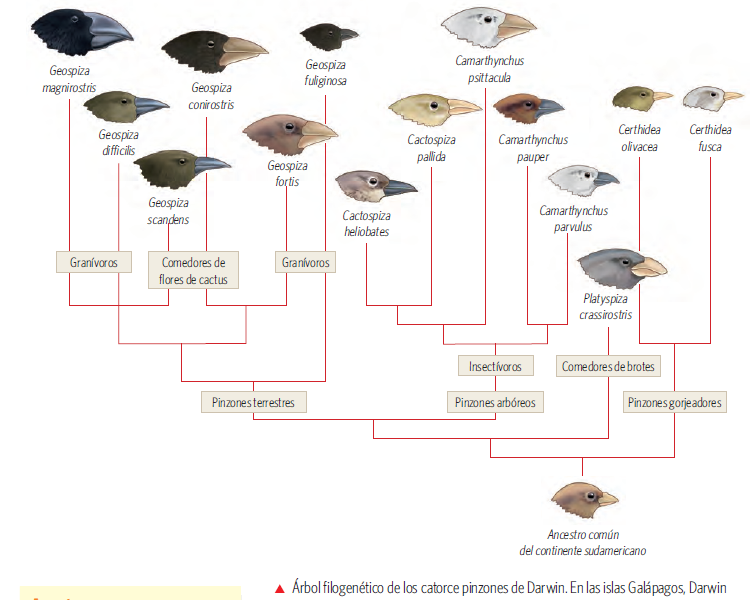 Geospiza
magnirostris
Geospiza
conirostris
Geospiza
fuliginosa
Camarhynchus
psittacula
Geospiza
difficilis
Geospiza
fortis
Cactospiza
pallida
Camarhynchus
pauper
Certhidea
olivacea
Certhidea
fusca
Geospiza
scandens
Cactospiza
heliobates
Camarhynchus
parvulus
Platyspiza
crassirostris
Granívoros
Comedores de
flores de cactus
Granívoros
Insectívoros
Comedores de brotes
Pinzones terrestres
Pinzones arbóreos
Pinzones gorjeadores
Ancestro común
del continente sudamericano
▲ Árbol filogenético de los catorce pinzones de Darwin. En las islas Galápagos, Darwin